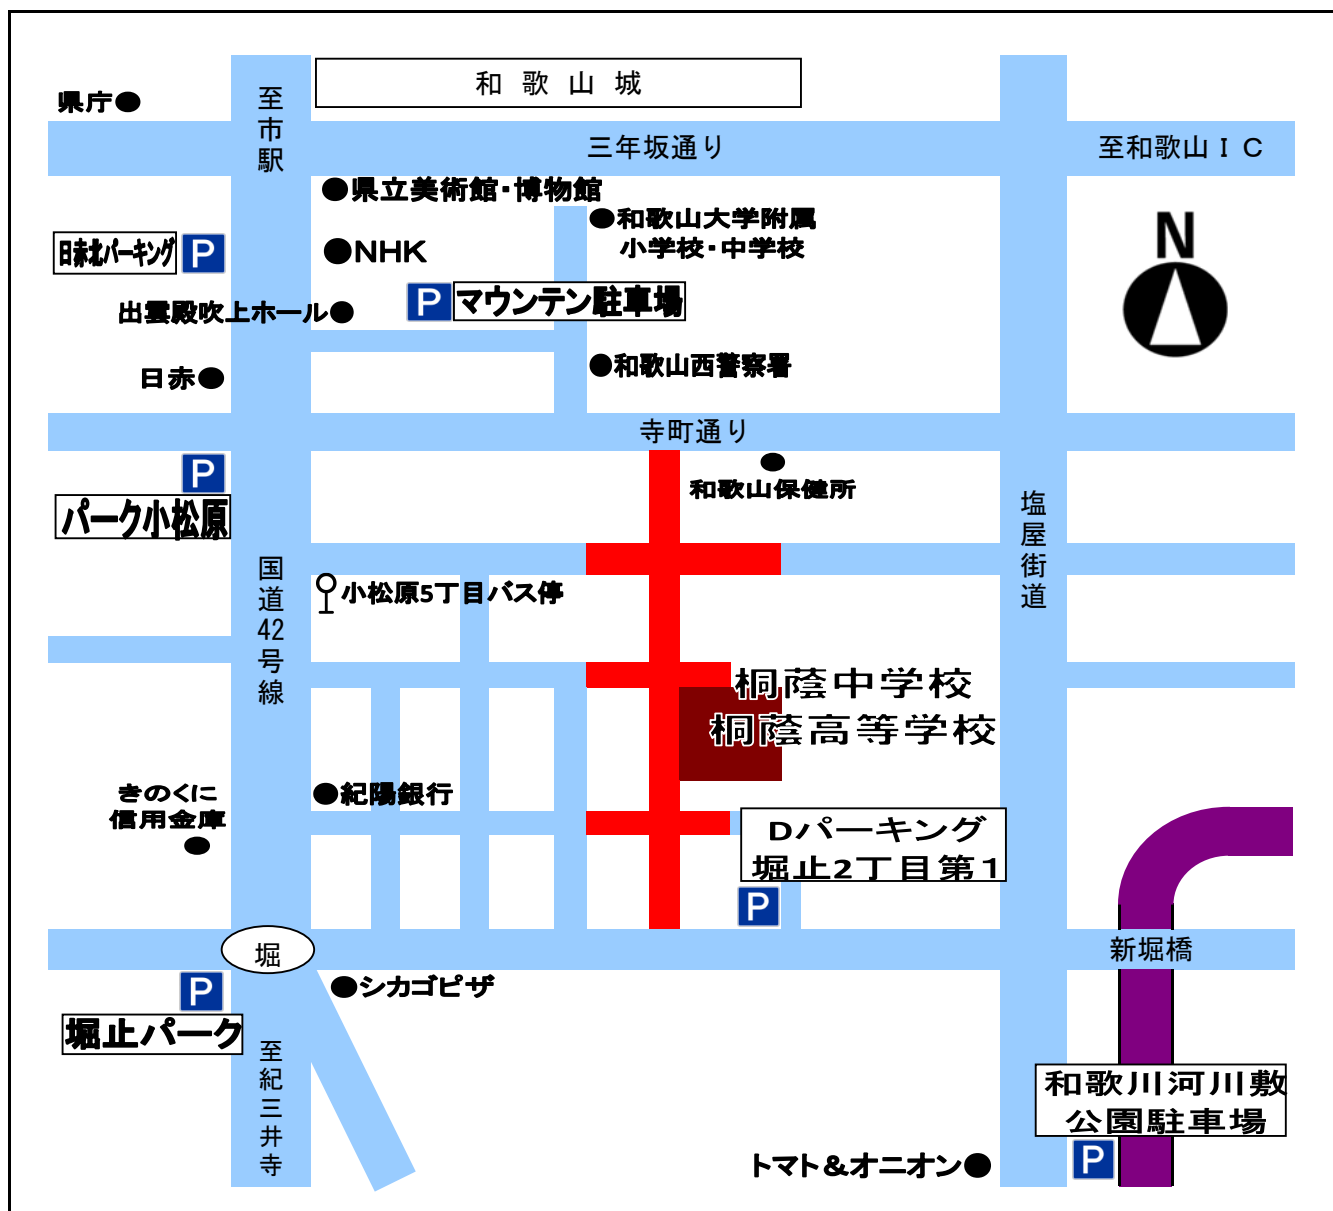 和歌山城
県庁
至市駅
三年坂通り
至和歌山IC
県立美術館・博物館
和歌山大学附属
小学校・中学校
N
日赤北パーキング
P
NHK
P
マウンテン駐車場
出雲殿吹上ホール
日赤
和歌山西警察署
寺町通り
P
パーク小松原
和歌山保健所
塩屋街道
国道42号線
小松原5丁目バス停
桐蔭中学校
桐蔭高等学校
きのくに
信用金庫
紀陽銀行
Dパーキング
堀止2丁目第1
P
堀
新堀橋
P
堀止パーク
シカゴピザ
至紀三井寺
和歌川河川敷
公園駐車場
P
トマト&オニオン